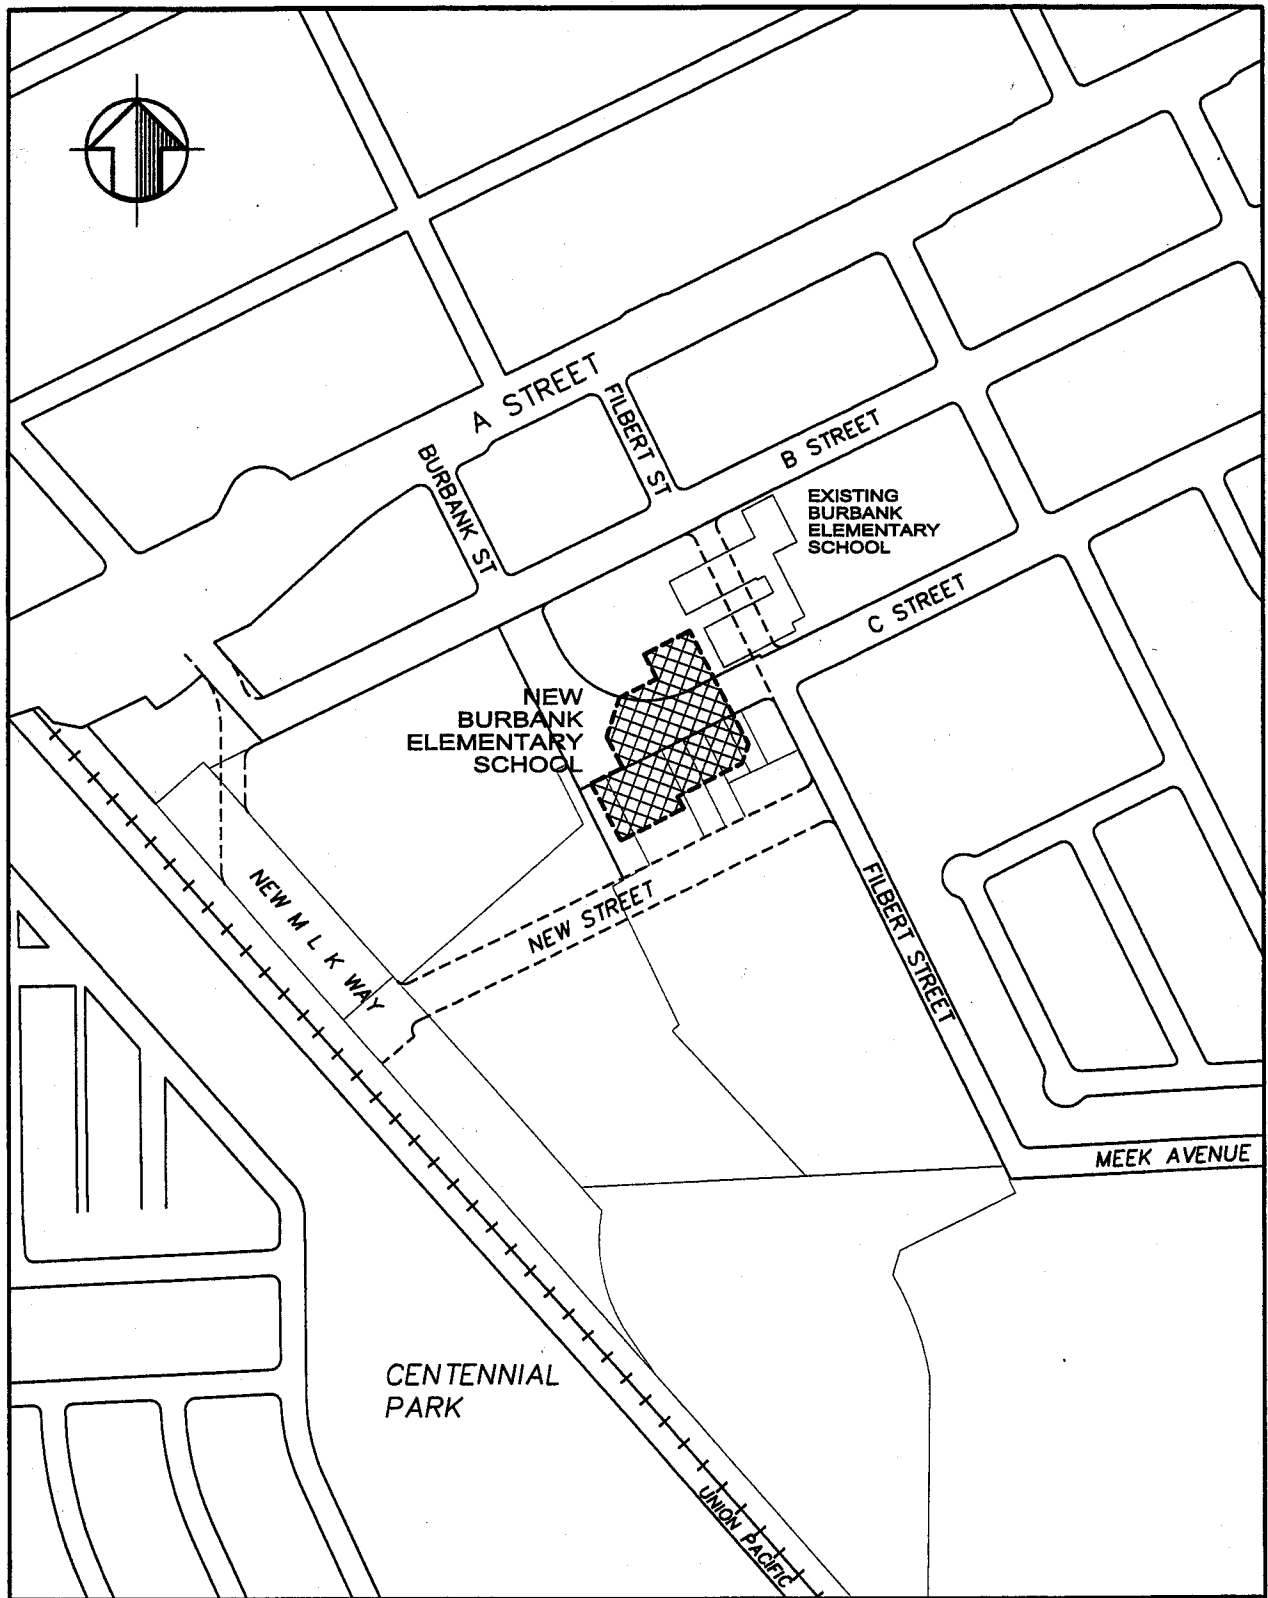 A STREET
FILBERT ST
BURBANK ST
B STREET
EXISTING
BURBANK
ELEMENTARY
SCHOOL
C STREET
NEW
BURBANK
ELEMENTARY
SCHOOL
NEW M L K WAY
NEW STREET
FILBERT STREET
MEEK AVENUE
CENTENNIAL
PARK
UNION PACIFIC